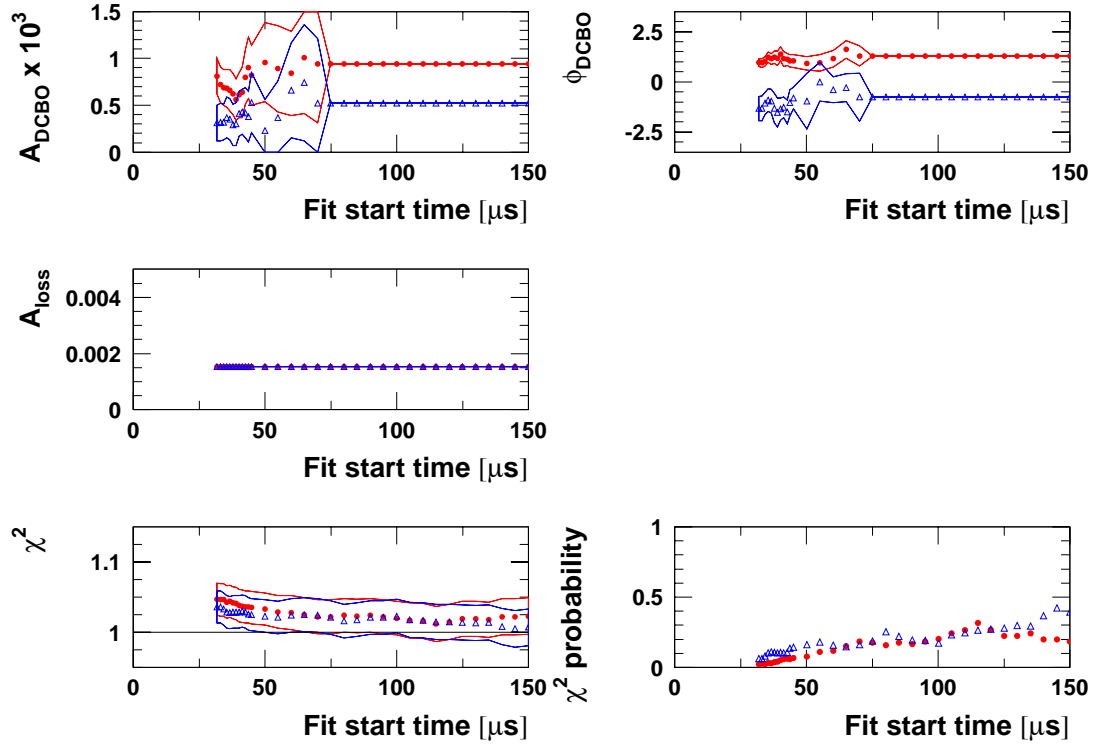 A_DCBO x 10^3
1.5
1
0.5
0
0 50 100 150
Fit start time [μs]
ϕ_DCBO
2.5
0
-2.5
0 50 100 150
Fit start time [μs]
A_loss
0.004
0.002
0
0 50 100 150
Fit start time [μs]
χ^2
1.1
1
0 50 100 150
Fit start time [μs]
χ^2 probability
1
0.5
0
0 50 100 150
Fit start time [μs]